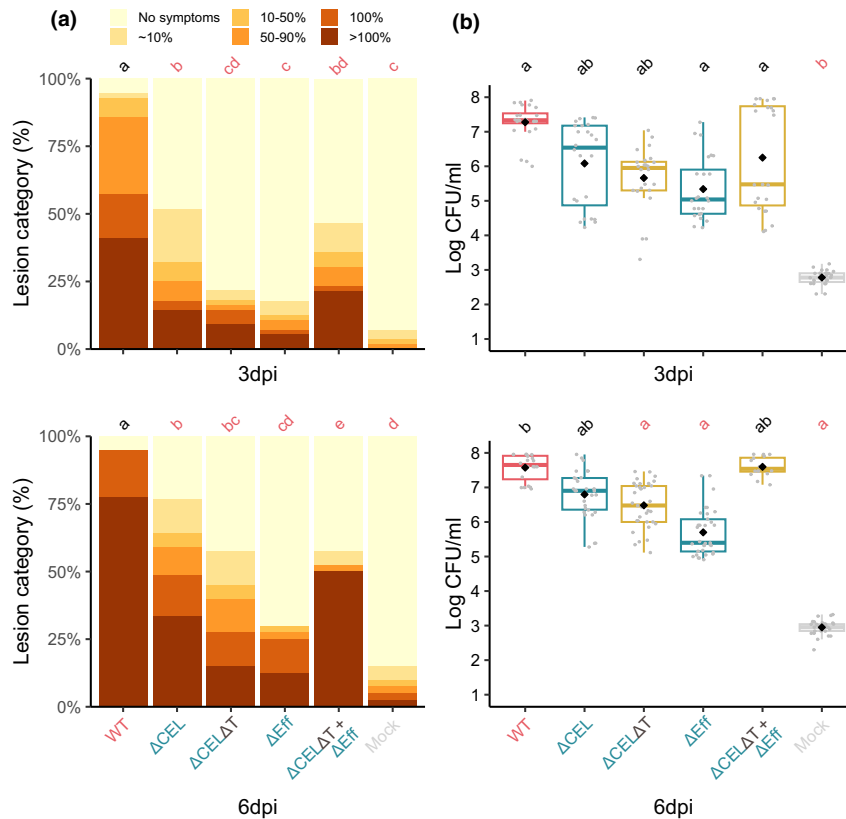 (a)
No symptoms
~10%
10-50%
50-90%
100%
>100%
(b)
a b cd c bd c
Lesion category (%)
100%
75%
50%
25%
0%
3dpi
a ab ab a a b
Log CFU/ml
8
7
6
5
4
3
2
1
3dpi
a b bc cd e d
Lesion category (%)
100%
75%
50%
25%
0%
WT
ΔCEL
ΔCELΔT
ΔEff
ΔCELΔT +
ΔEff
Mock
6dpi
b ab a a ab a
Log CFU/ml
8
7
6
5
4
3
2
1
WT
ΔCEL
ΔCELΔT
ΔEff
ΔCELΔT +
ΔEff
Mock
6dpi